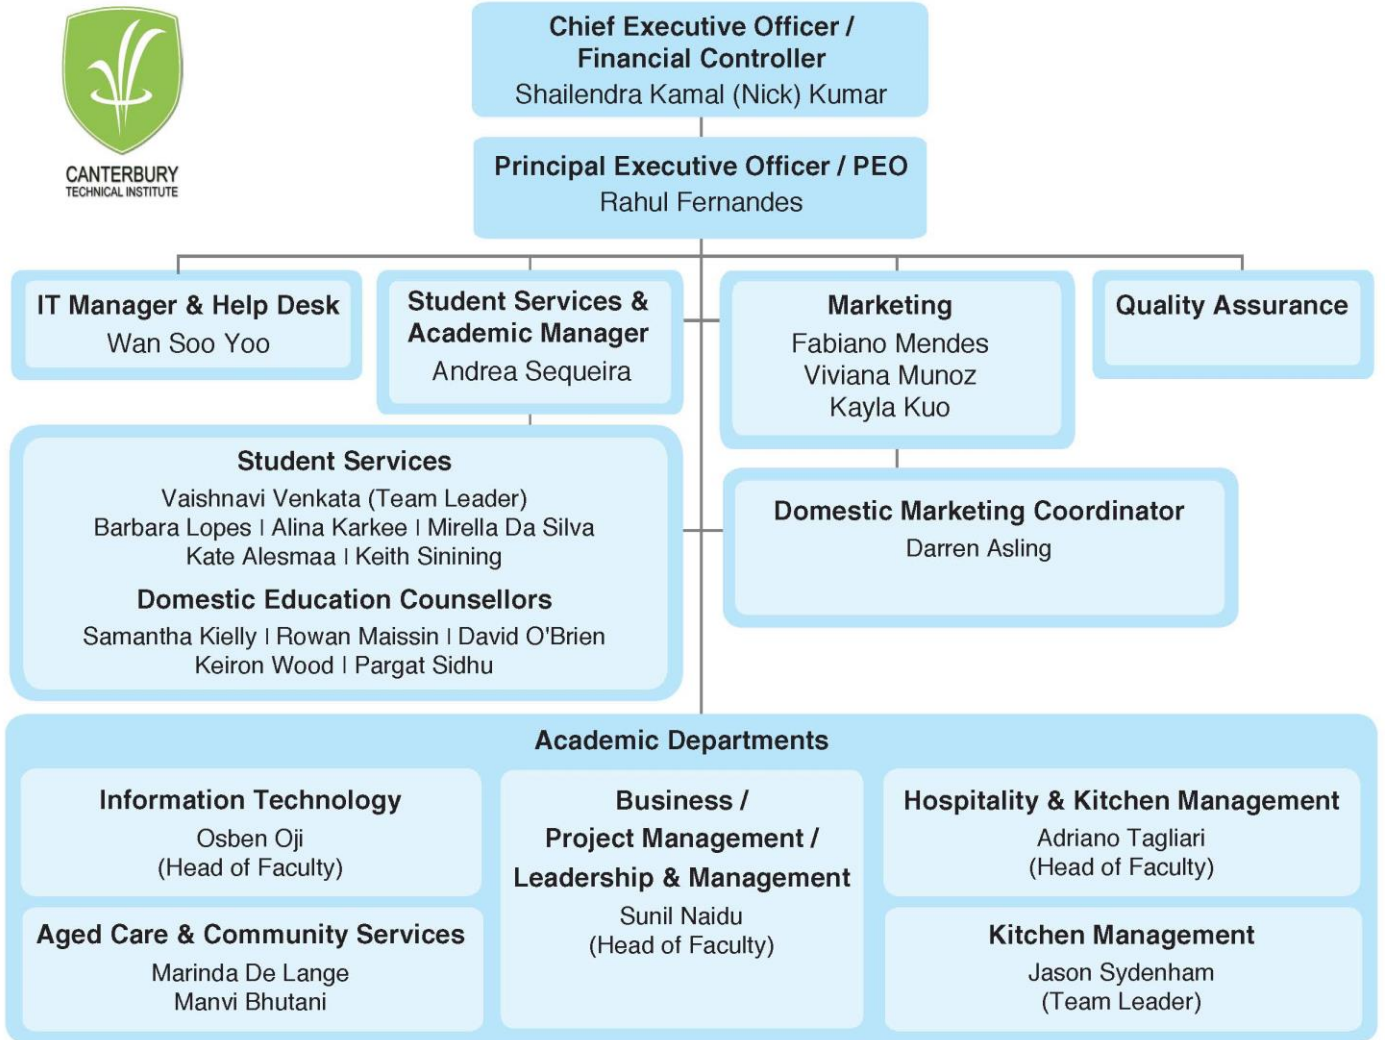 CANTERBURY
TECHNICAL INSTITUTE
Chief Executive Officer /
Financial Controller
Shailendra Kamal (Nick) Kumar
Principal Executive Officer / PEO
Rahul Fernandes
IT Manager & Help Desk
Wan Soo Yoo
Student Services &
Academic Manager
Andrea Sequeira
Marketing
Fabiano Mendes
Viviana Munoz
Kayla Kuo
Quality Assurance
Student Services
Vaishnavi Venkata (Team Leader)
Barbara Lopes | Alina Karkee | Mirella Da Silva
Kate Alesmaa | Keith Sinining
Domestic Education Counsellors
Samantha Kielly | Rowan Maissin | David O'Brien
Keiron Wood | Pargat Sidhu
Domestic Marketing Coordinator
Darren Asling
Academic Departments
Information Technology
Osben Oji
(Head of Faculty)
Aged Care & Community Services
Marinda De Lange
Manvi Bhutani
Business /
Project Management /
Leadership & Management
Sunil Naidu
(Head of Faculty)
Hospitality & Kitchen Management
Adriano Tagliari
(Head of Faculty)
Kitchen Management
Jason Sydenham
(Team Leader)